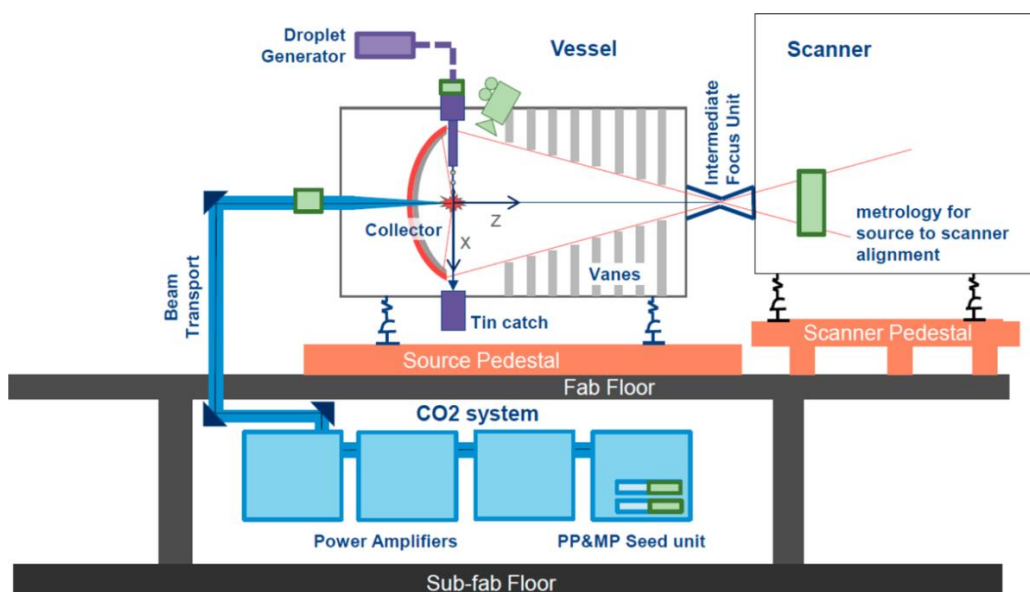 Droplet
Generator
Vessel
Scanner
Intermediate
Focus Unit
Collector
Z
X
metrology for
source to scanner
alignment
Vanes
Beam
Transport
Tin catch
Source Pedestal
Scanner Pedestal
Fab Floor
CO2 system
Power Amplifiers
PP&MP Seed unit
Sub-fab Floor